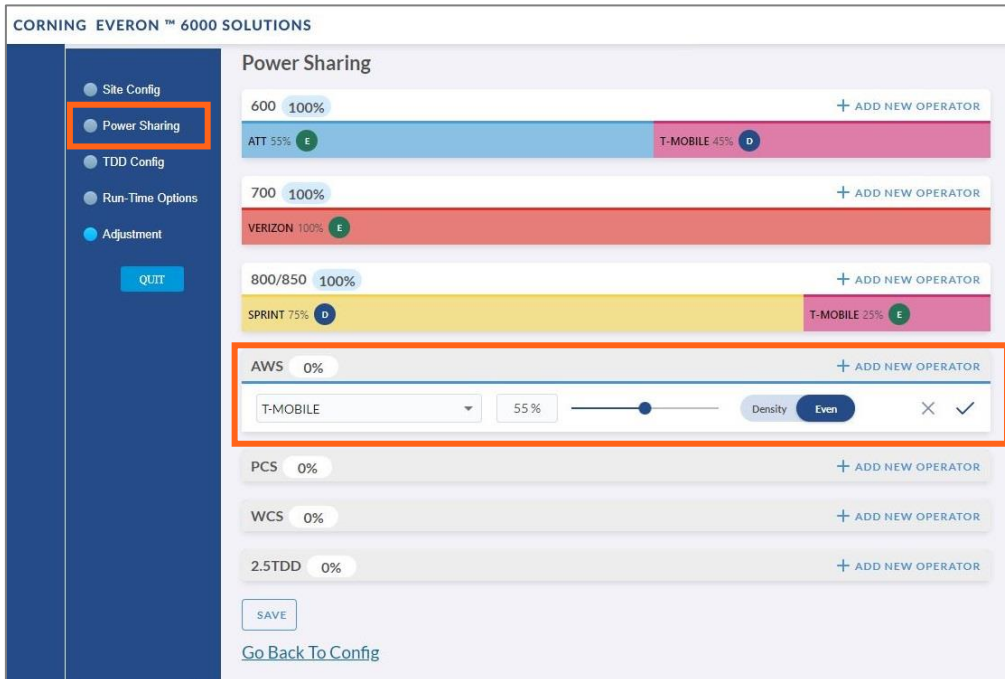 CORNING EVERON ™ 6000 SOLUTIONS
Site Config
Power Sharing
TDD Config
Run-Time Options
Adjustment
QUIT
Power Sharing
600 100% + ADD NEW OPERATOR
ATT 55% E T-MOBILE 45% D
700 100% + ADD NEW OPERATOR
VERIZON 100% E
800/850 100% + ADD NEW OPERATOR
SPRINT 75% D T-MOBILE 25% E
AWS 0% + ADD NEW OPERATOR
T-MOBILE 55% Density Even
PCS 0% + ADD NEW OPERATOR
WCS 0% + ADD NEW OPERATOR
2.5TDD 0% + ADD NEW OPERATOR
SAVE
Go Back To Config